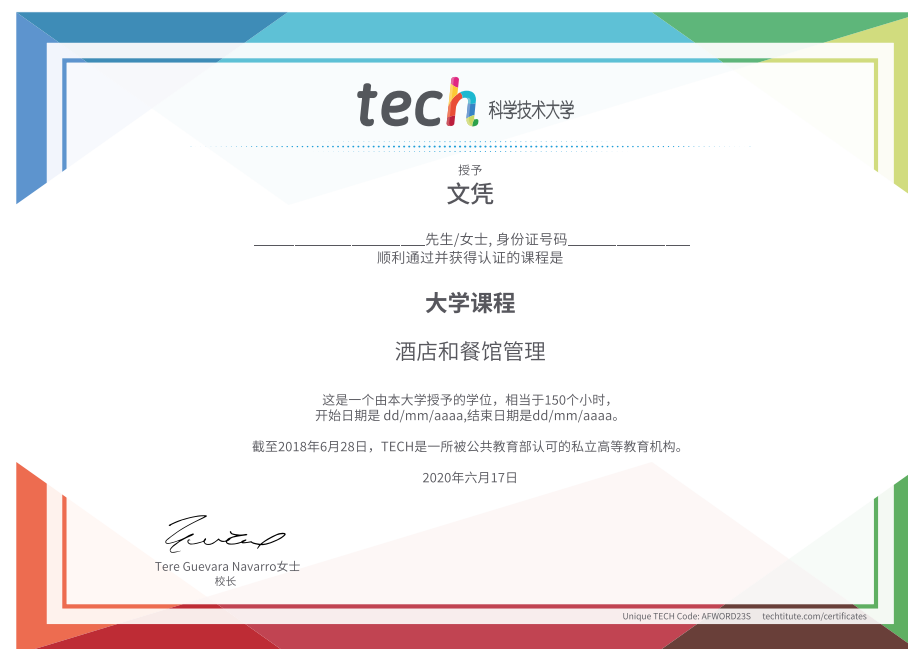 tech 科学技术大学
授予
文凭
________________________先生/女士, 身份证号码________________
顺利通过并获得认证的课程是
大学课程
酒店和餐馆管理
这是一个由本大学授予的学位，相当于150个小时，
开始日期是 dd/mm/aaaa,结束日期是dd/mm/aaaa。
截至2018年6月28日，TECH是一所被公共教育部认可的私立高等教育机构。
2020年六月17日
Tere Guevara Navarro女士
校长
Unique TECH Code: AFWORD23S techtitute.com/certificates